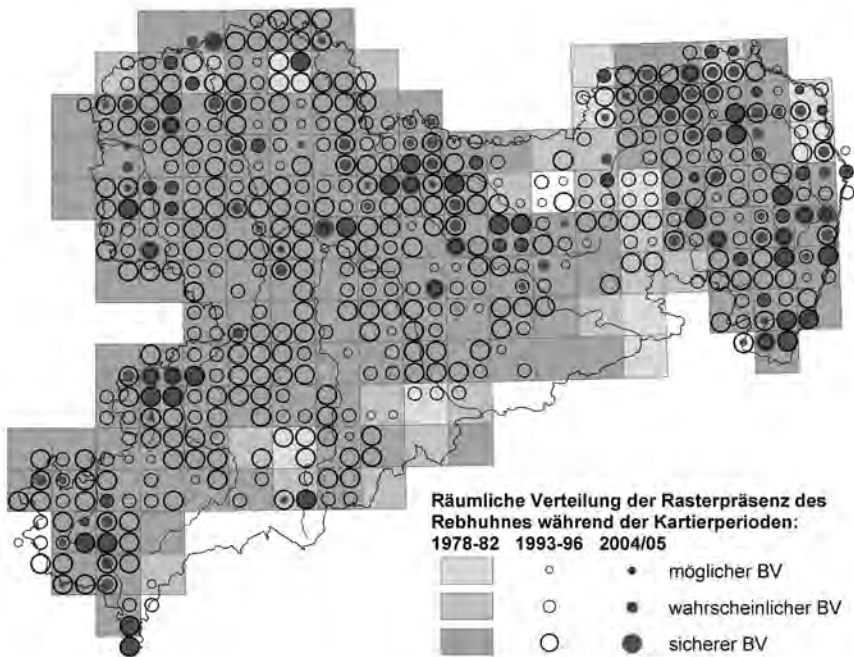 Räumliche Verteilung der Rasterpräsenz des
Rebhuhnes während der Kartierperioden:
1978-82 1993-96 2004/05
möglicher BV
wahrscheinlicher BV
sicherer BV